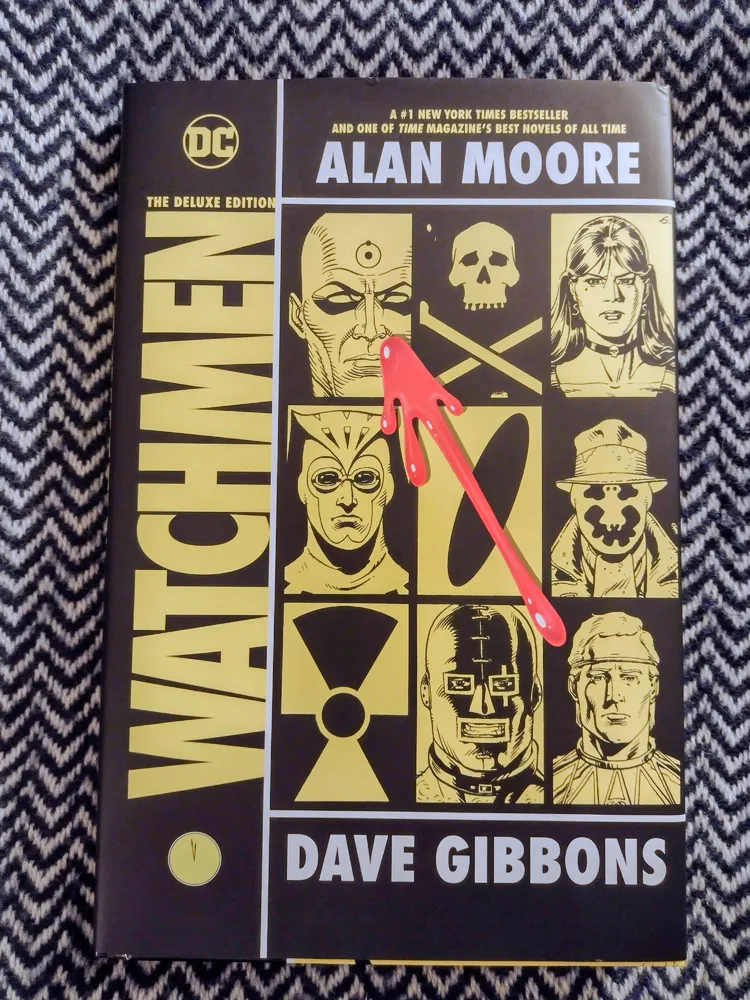 DC
THE DELUXE EDITION
WATCHMEN
A #1 NEW YORK TIMES BESTSELLER
AND ONE OF TIME MAGAZINE'S BEST NOVELS OF ALL TIME
ALAN MOORE
DAVE GIBBONS